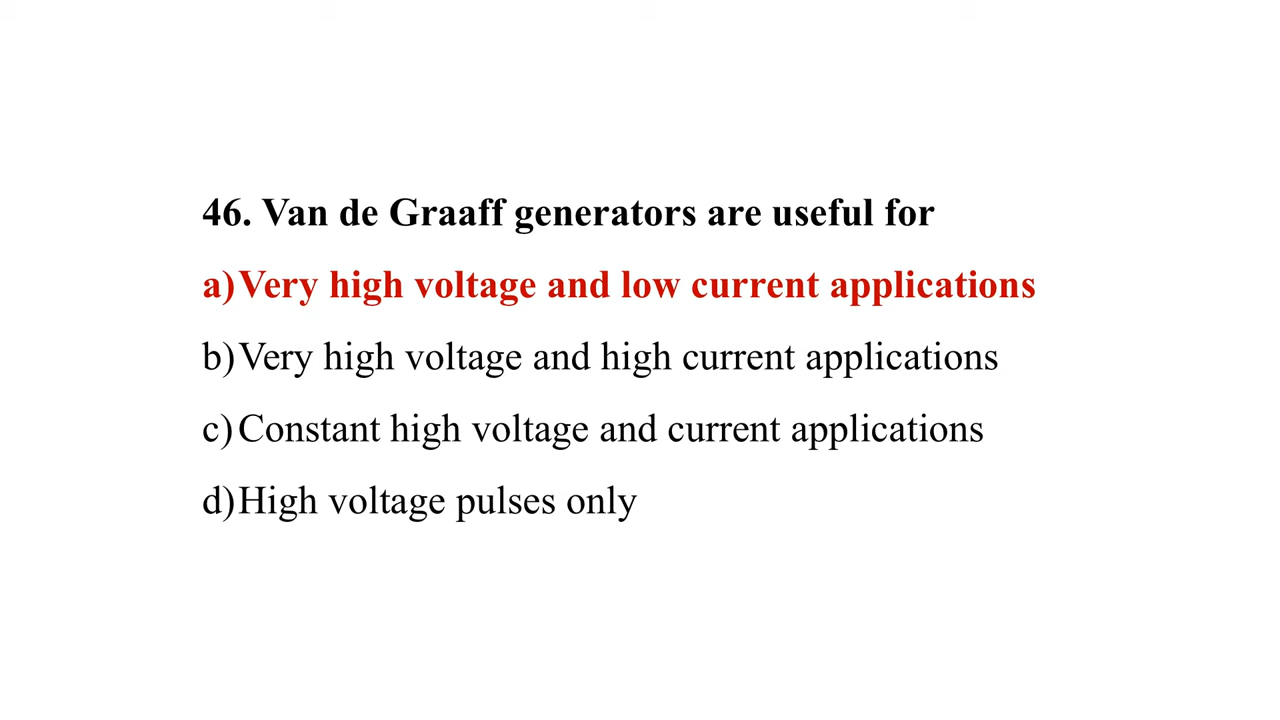 46. Van de Graaff generators are useful for
a) Very high voltage and low current applications
b) Very high voltage and high current applications
c) Constant high voltage and current applications
d) High voltage pulses only